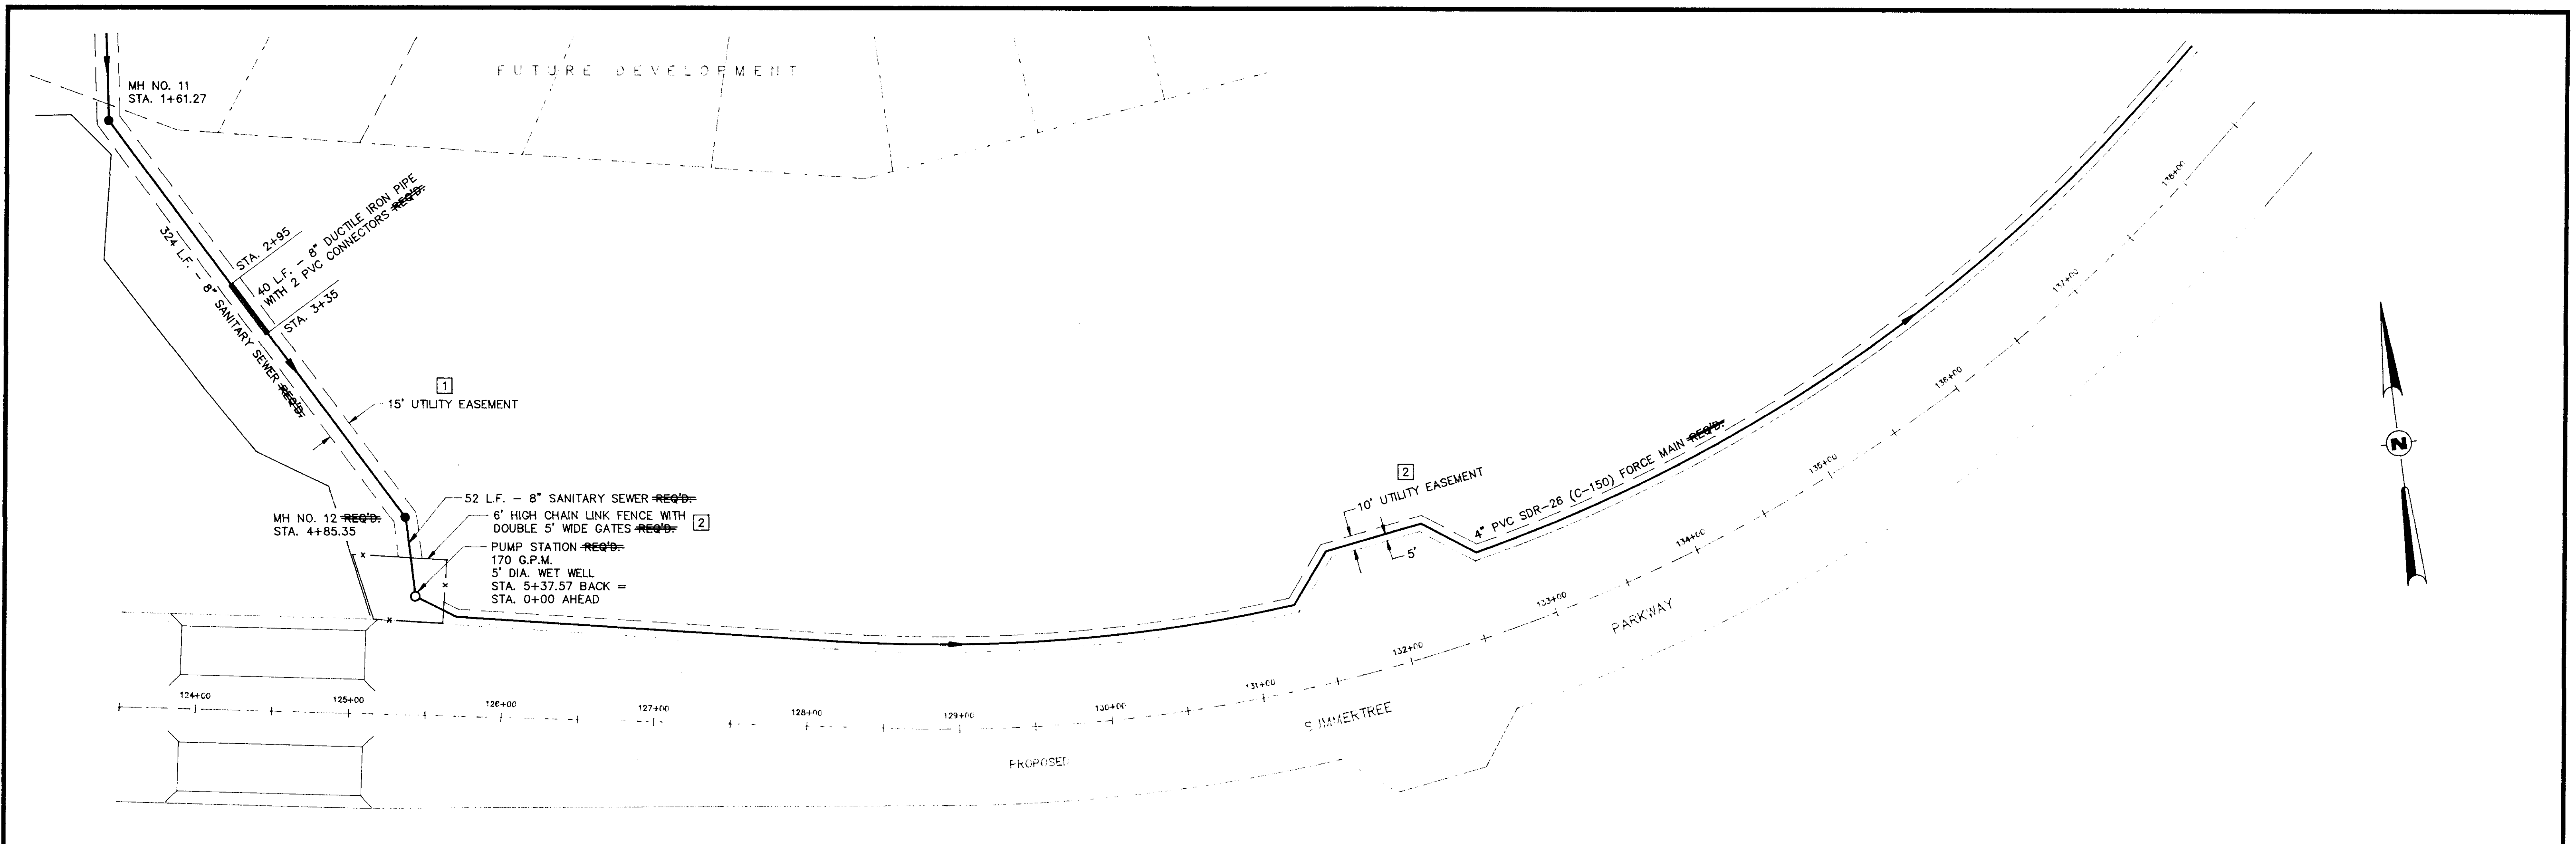 FUTURE DEVELOPMENT
MH NO. 11
STA. 1+61.27
STA. 2+95
40 L.F. - 8" DUCTILE IRON PIPE
WITH 2 PVC CONNECTORS REQ'D.
STA. 3+35
324 L.F. - 8" SANITARY SEWER REQ'D.
1
15' UTILITY EASEMENT
52 L.F. - 8" SANITARY SEWER REQ'D.
6' HIGH CHAIN LINK FENCE WITH
DOUBLE 5' WIDE GATES REQ'D.
2
MH NO. 12 REQ'D.
STA. 4+85.35
PUMP STATION REQ'D.
170 G.P.M.
5' DIA. WET WELL
STA. 5+37.57 BACK =
STA. 0+00 AHEAD
2
10' UTILITY EASEMENT
5'
4" PVC SDR-26 (C-150) FORCE MAIN REQ'D.
N
124+00
125+00
126+00
127+00
128+00
129+00
130+00
131+00
132+00
133+00
134+00
135+00
136+00
137+00
138+00
PROPOSED
SUMMERTREE
PARKWAY